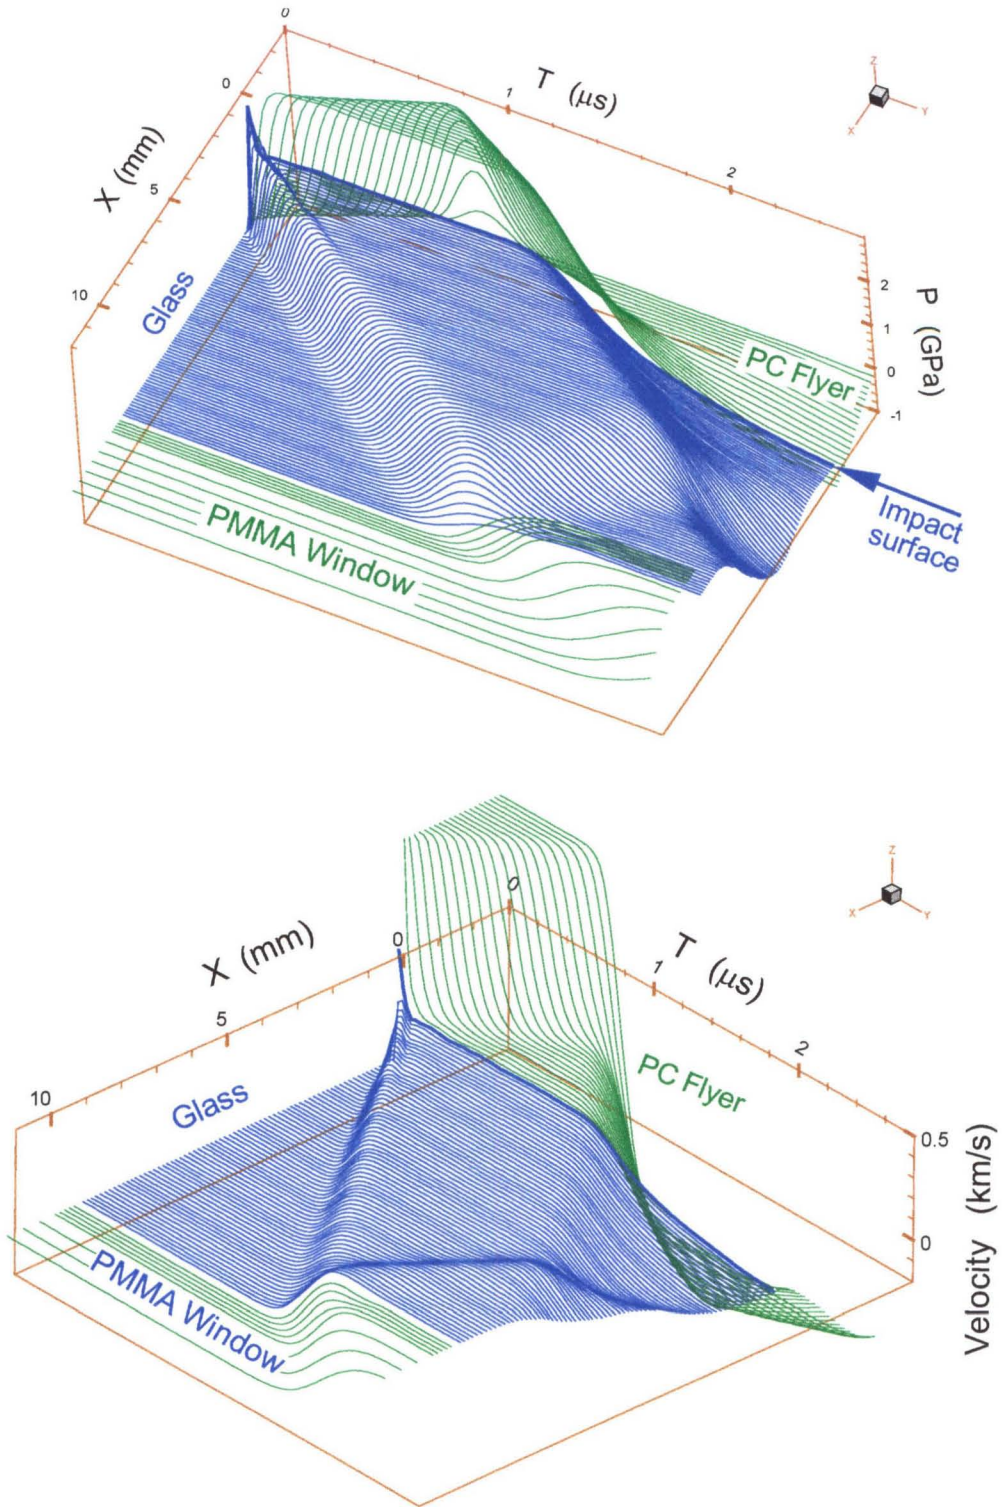 0
T (μs)
1
2
Z
Y
X
0
X (mm)
5
10
Glass
2
1
0
-1
P (GPa)
PC Flyer
Impact
surface
PMMA Window
Z
X
Y
0
X (mm)
0
T (μs)
1
2
5
10
Glass
PC Flyer
0.5
0
Velocity (km/s)
PMMA Window